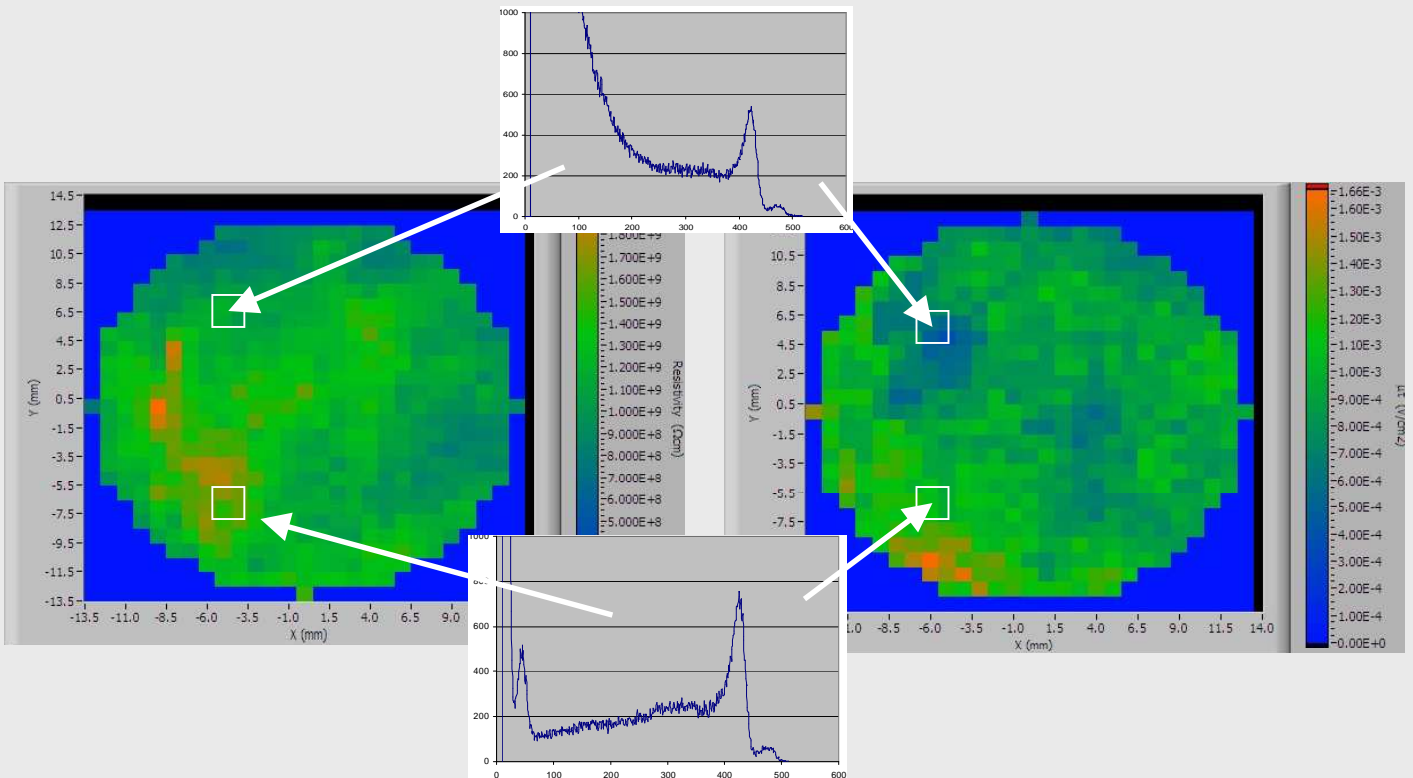 1000
800
600
400
200
0
0 100 200 300 400 500 600
14.5
12.5
10.5
8.5
6.5
4.5
2.5
0.5
-1.5
-3.5
-5.5
-7.5
-9.5
-11.5
-13.5
Y (mm)
-13.5 -11.0 -8.5 -6.0 -3.5 -1.0 1.5 4.0 6.5 9.0
X (mm)
1.700E+9
1.600E+9
1.500E+9
1.400E+9
1.300E+9
1.200E+9
1.100E+9
1.000E+9
9.000E+8
8.000E+8
7.000E+8
6.000E+8
5.000E+8
Resistivity (Ωcm)
10.5
8.5
6.5
4.5
2.5
0.5
-1.5
-3.5
-5.5
-7.5
Y (mm)
-8.5 -6.0 -3.5 -1.0 1.5 4.0 6.5 9.0 11.5 14.0
X (mm)
1.66E-3
1.60E-3
1.50E-3
1.40E-3
1.30E-3
1.20E-3
1.10E-3
1.00E-3
9.00E-4
8.00E-4
7.00E-4
6.00E-4
5.00E-4
4.00E-4
3.00E-4
2.00E-4
1.00E-4
0.00E+0
1000
600
400
200
0
0 100 200 300 400 500 600